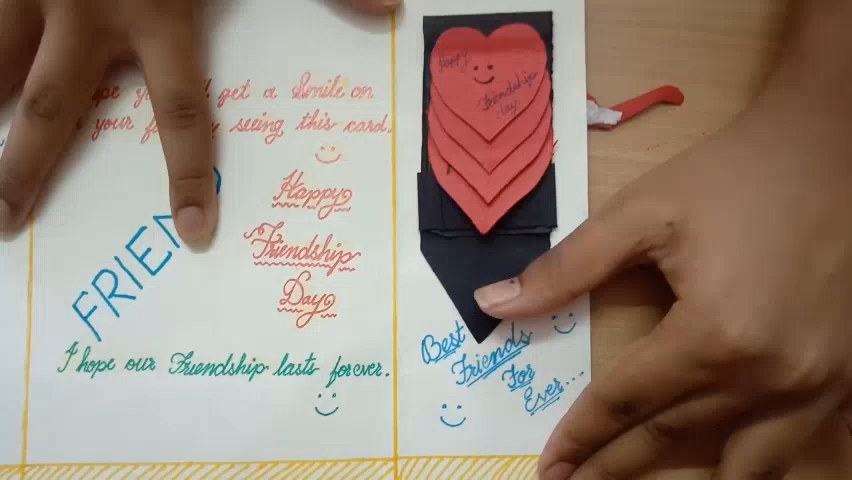 get a Smile on
your seeing this card.
Happy
Friendship
Day
FRIEN
I hope our Friendship lasts forever.
Happy
Friendship
day
Best
Friends
For
Ever...